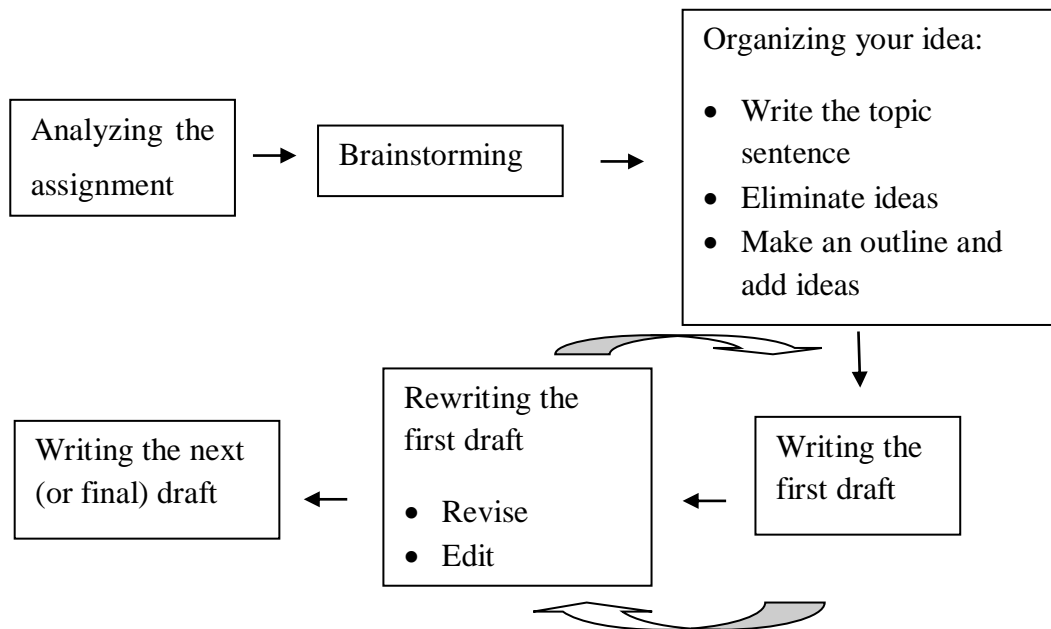 Analyzing the
assignment
Brainstorming
Organizing your idea:
• Write the topic
sentence
• Eliminate ideas
• Make an outline and
add ideas
Writing the
first draft
Rewriting the
first draft
• Revise
• Edit
Writing the next
(or final) draft